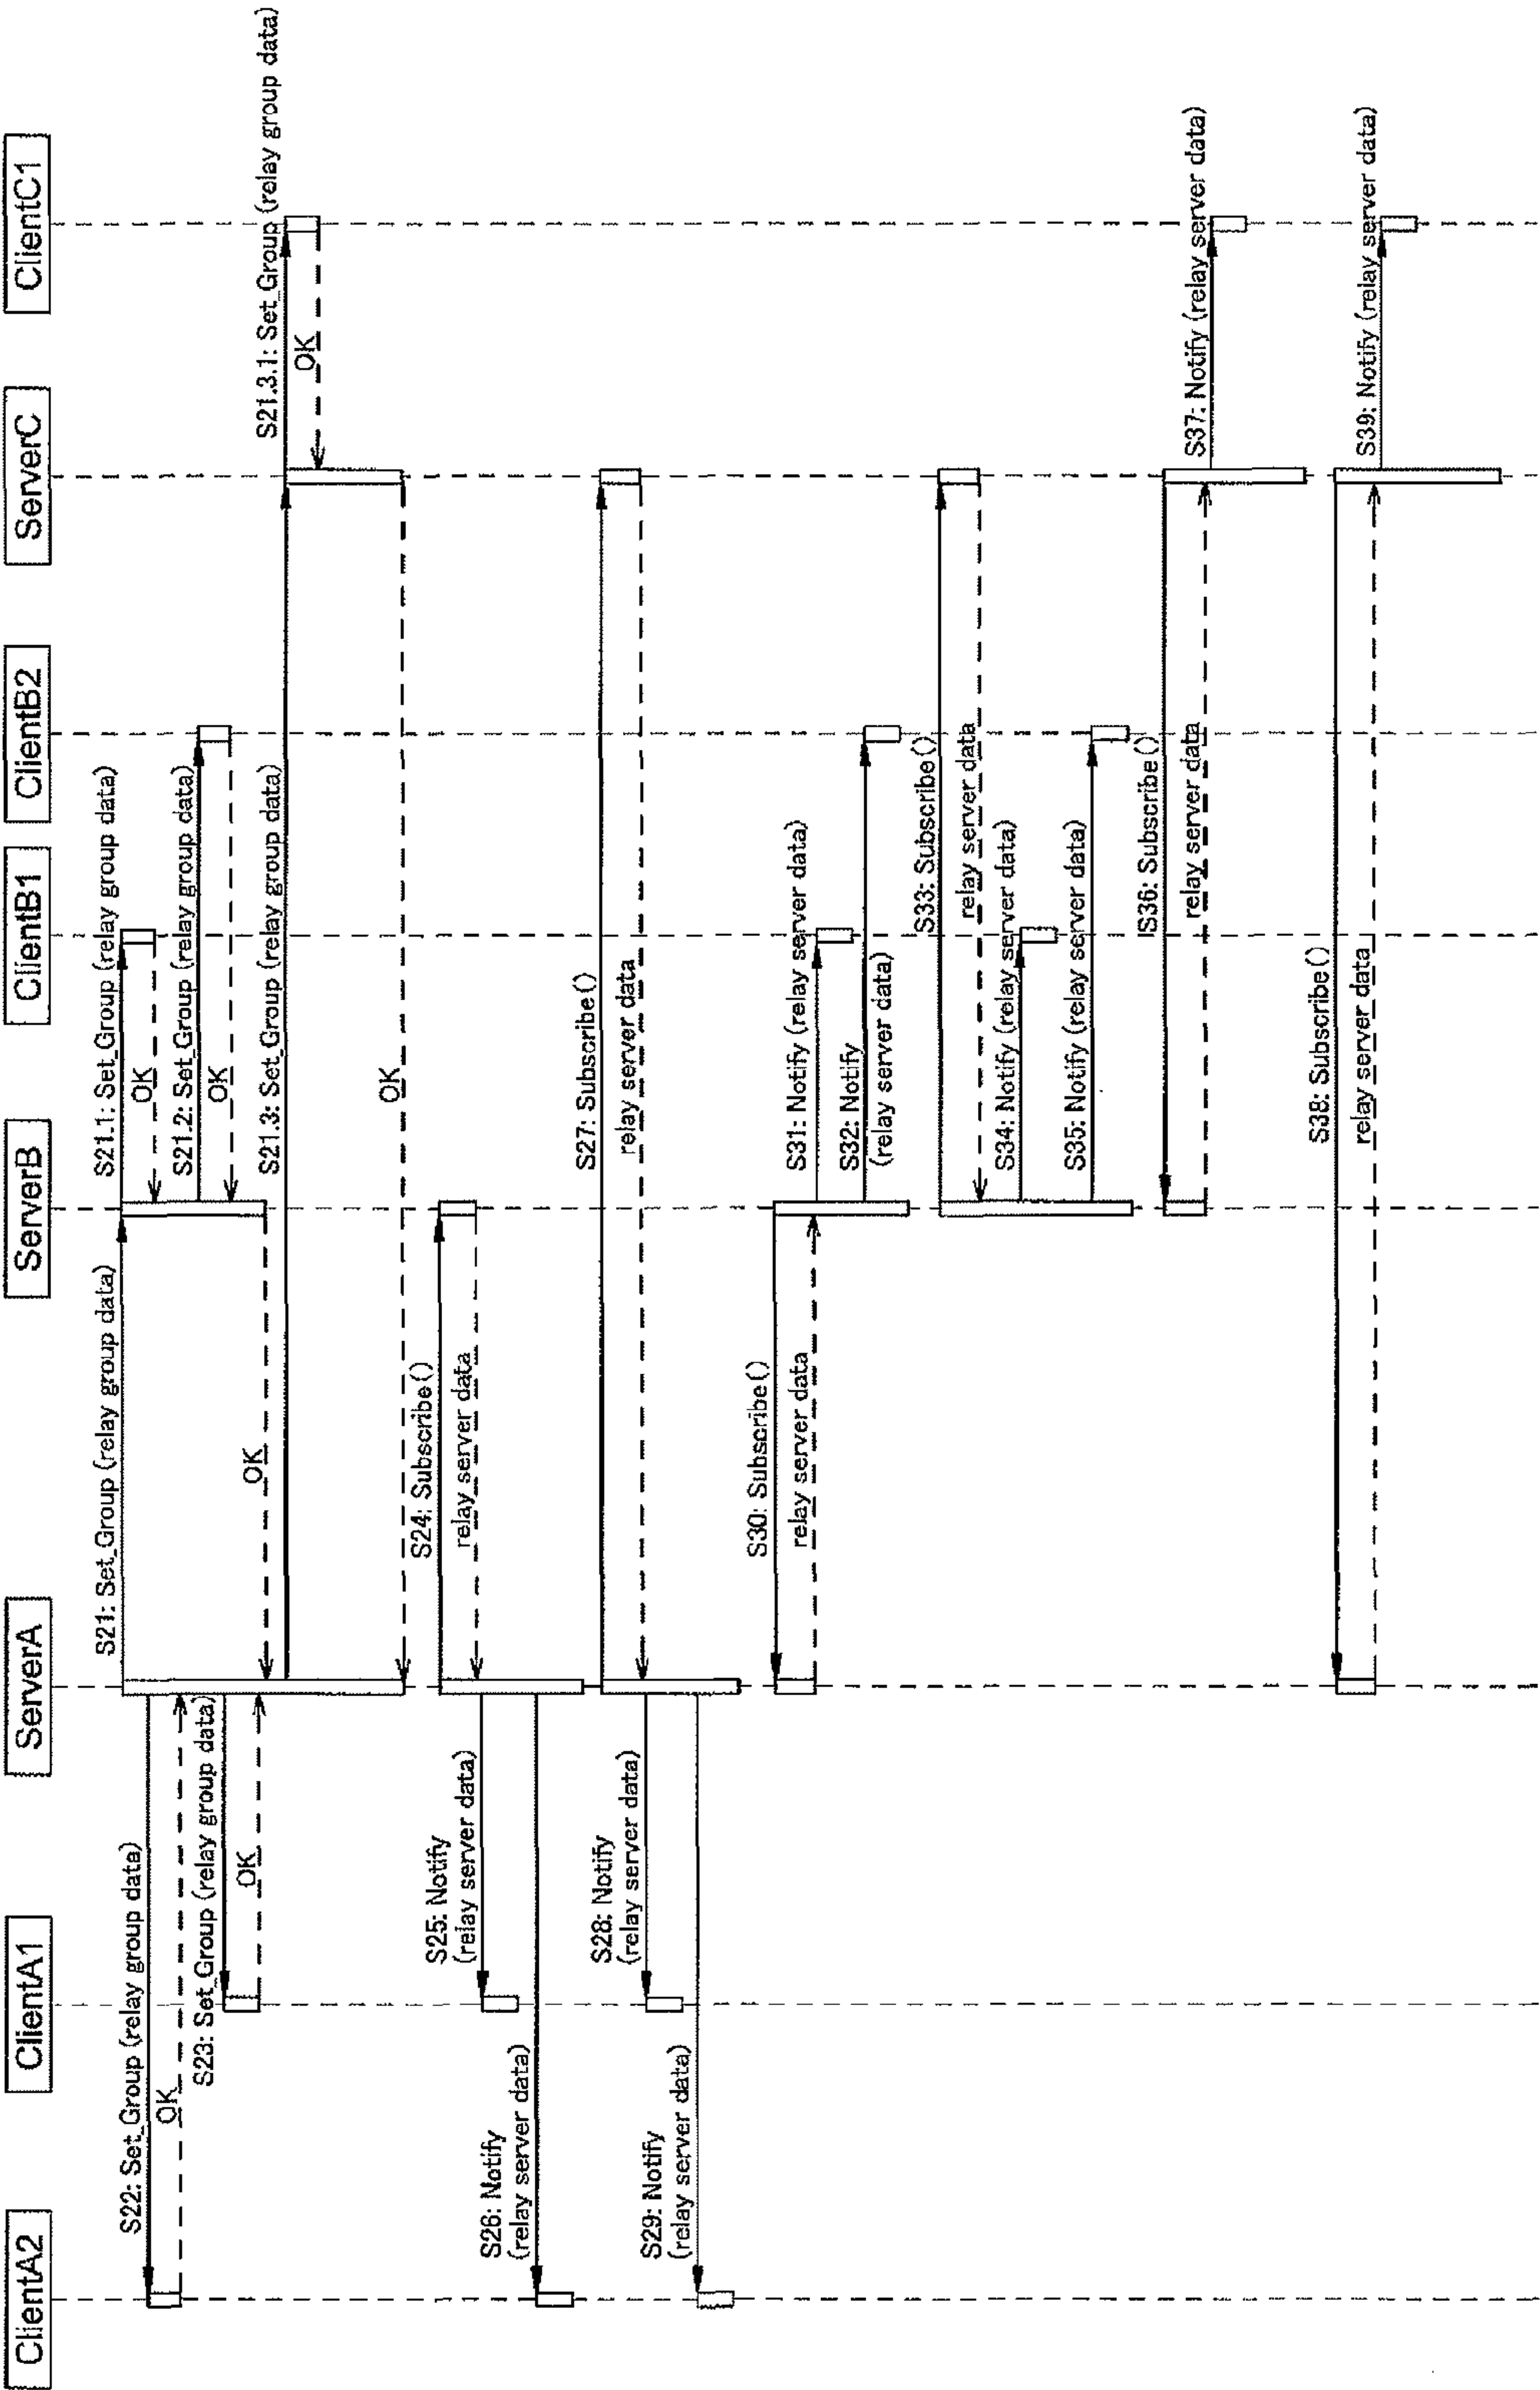 ClientA2
ClientA1
ServerA
ServerB
ClientB1
ClientB2
ServerC
ClientC1
S21: Set_Group (relay group data)
S21.1: Set_Group (relay group data)
S22: Set_Group (relay group data)
OK
OK
S21.2: Set_Group (relay group data)
S23: Set_Group (relay group data)
OK
OK
OK
S21.3: Set_Group (relay group data)
S21.3.1: Set_Group (relay group data)
OK
OK
S24: Subscribe()
relay server data
S25: Notify
(relay server data)
S26: Notify
(relay server data)
S27: Subscribe()
relay server data
S28: Notify
(relay server data)
S29: Notify
(relay server data)
S30: Subscribe()
relay server data
S31: Notify (relay server data)
S32: Notify
(relay server data)
S33: Subscribe()
relay server data
S34: Notify (relay server data)
S35: Notify (relay server data)
S36: Subscribe()
relay server data
S37: Notify (relay server data)
S38: Subscribe()
relay server data
S39: Notify (relay server data)